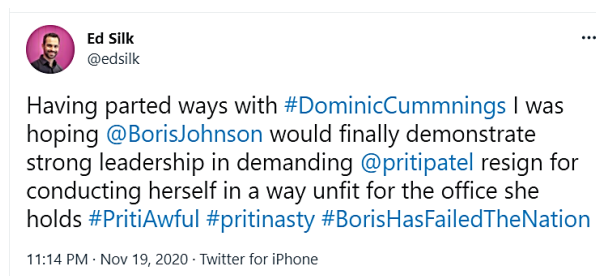 Ed Silk
@edsilk
Having parted ways with #DominicCummnings I was
hoping @BorisJohnson would finally demonstrate
strong leadership in demanding @pritipatel resign for
conducting herself in a way unfit for the office she
holds #PritiAwful #pritinasty #BorisHasFailedTheNation
11:14 PM · Nov 19, 2020 · Twitter for iPhone